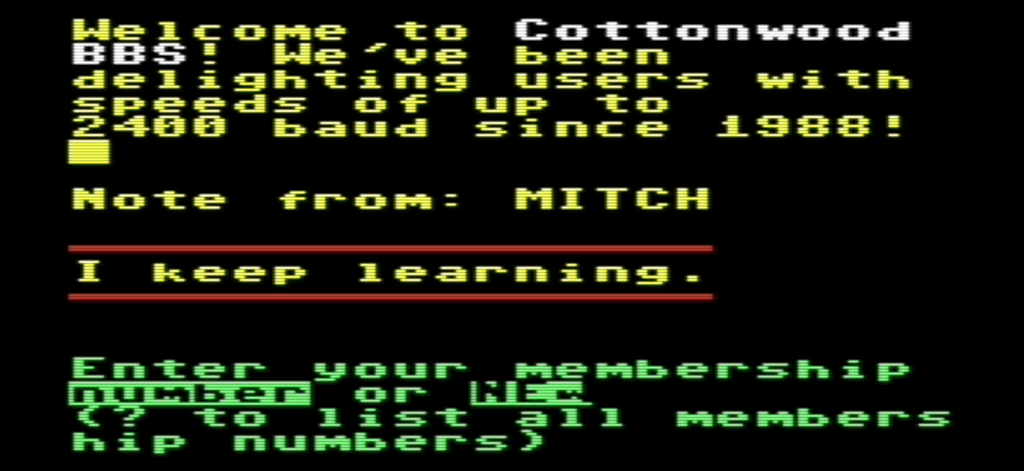 Welcome to Cottonwood
BBS! We've been
delighting users with
speeds of up to
2400 baud since 1988!
Note from: MITCH
I keep learning.
Enter your membership
number or NEW
(? to list all members
hip numbers)